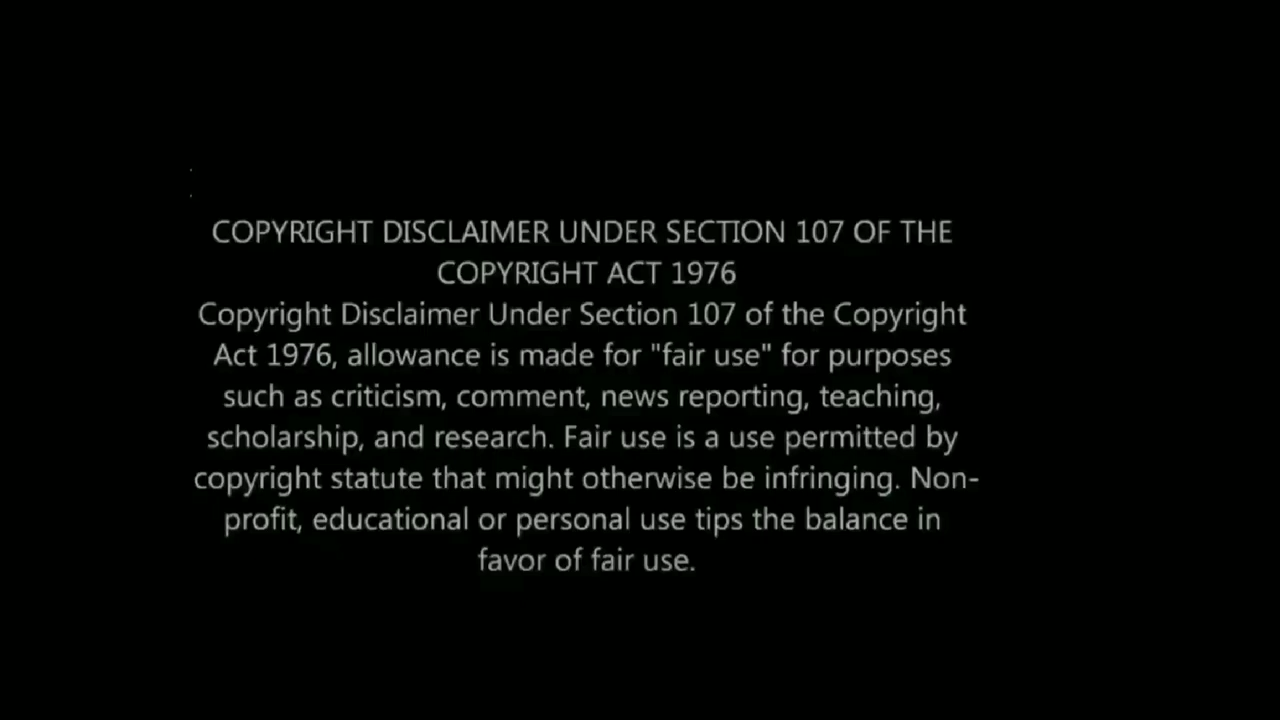 COPYRIGHT DISCLAIMER UNDER SECTION 107 OF THE
COPYRIGHT ACT 1976
Copyright Disclaimer Under Section 107 of the Copyright
Act 1976, allowance is made for "fair use" for purposes
such as criticism, comment, news reporting, teaching,
scholarship, and research. Fair use is a use permitted by
copyright statute that might otherwise be infringing. Non-
profit, educational or personal use tips the balance in
favor of fair use.